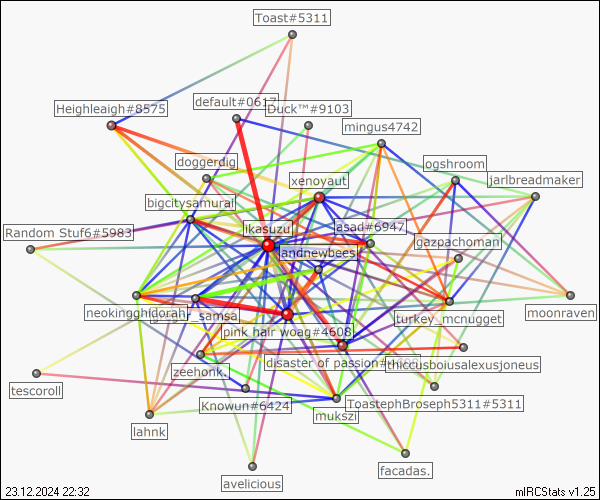 Toast#5311
default#0617
Duck™#9103
Heighleaigh#8575
mingus4742
doggerdig
ogshroom
xenoyaut
jarlbreadmaker
bigcitysamurai
Random Stuf6#5983
likasuzu
asad#6947
gazpachoman
andnewbees
neokingghidorah
samsa
moonraven
turkey_mcnugget
pink hair woag#4608
disaster of passion#
thiccusboiusalexusjoneus
zeehonk.
tescoroll
Knowun#6424
ToastephBroseph5311#5311
mukszi
lahnk
facadas.
avelicious
23.12.2024 22:32
mIRCStats v1.25